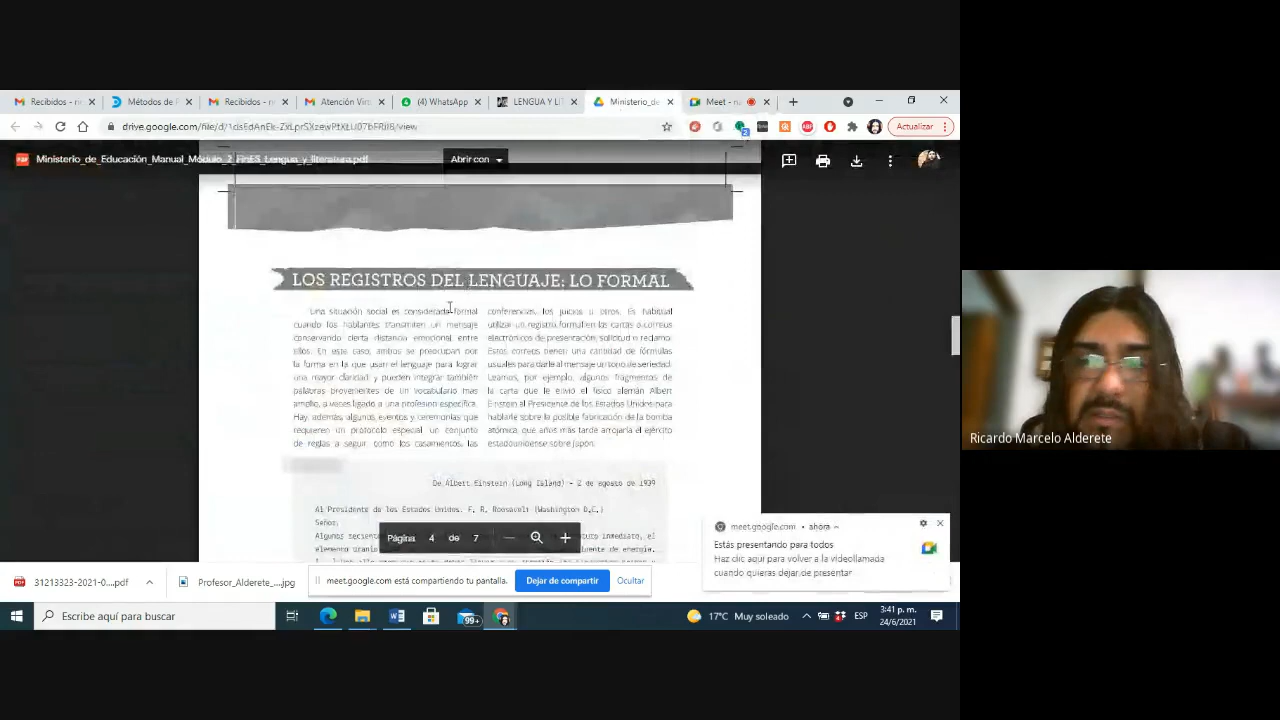 Recibidos - n
Métodos de
Recibidos - n
Atención Virt
(4) WhatsApp
LENGUA Y LIT
Ministerio_de
Meet - na
Actualizar
Ministerio_de_Educación_Manual_Módulo_2_FinES_Lengua_y_literatura.pdf
Abrir con
LOS REGISTROS DEL LENGUAJE: LO FORMAL
Una situación social es considerada formal
cuando los hablantes transmiten un mensaje
conservando cierta distancia emocional entre
ellos. En este caso, ambos se preocupan por
la forma en la que usan el lenguaje para lograr
una mayor claridad y pueden integrar también
palabras provenientes de un vocabulario más
amplio, a veces ligado a una profesión específica.
Hay, además, algunos eventos y ceremonias que
requieren un protocolo especial, un conjunto
de reglas a seguir como los casamientos, las
conferencias, los juicios u otros. Es habitual
utilizar un registro formal en las cartas o correos
electrónicos de presentación, solicitud o reclamo.
Estos correos tienen una cantidad de fórmulas
usuales para darle al mensaje un tono de seriedad.
Leamos, por ejemplo, algunos fragmentos de
la carta que le envió el físico alemán Albert
Einstein al Presidente de los Estados Unidos para
hablarle sobre la posible fabricación de la bomba
atómica que años más tarde arrojaría el ejército
estadounidense sobre Japón.
De Albert Einstein (Long Island) - 2 de agosto de 1939
Al Presidente de los Estados Unidos, F. R. Roosevelt (Washington D.C.)
Señor:
Algunos
elemento
Página 4 de 7
meet.google.com • ahora
Estás presentando para todos
Haz clic aquí para volver a la videollamada
cuando quieras dejar de presentar
31213323-2021-0....pdf
Profesor_Alderete_....jpg
meet.google.com está compartiendo tu pantalla.
Dejar de compartir
Ocultar
Escribe aquí para buscar
99+
17°C Muy soleado
ESP
3:41 p. m.
24/6/2021
Ricardo Marcelo Alderete